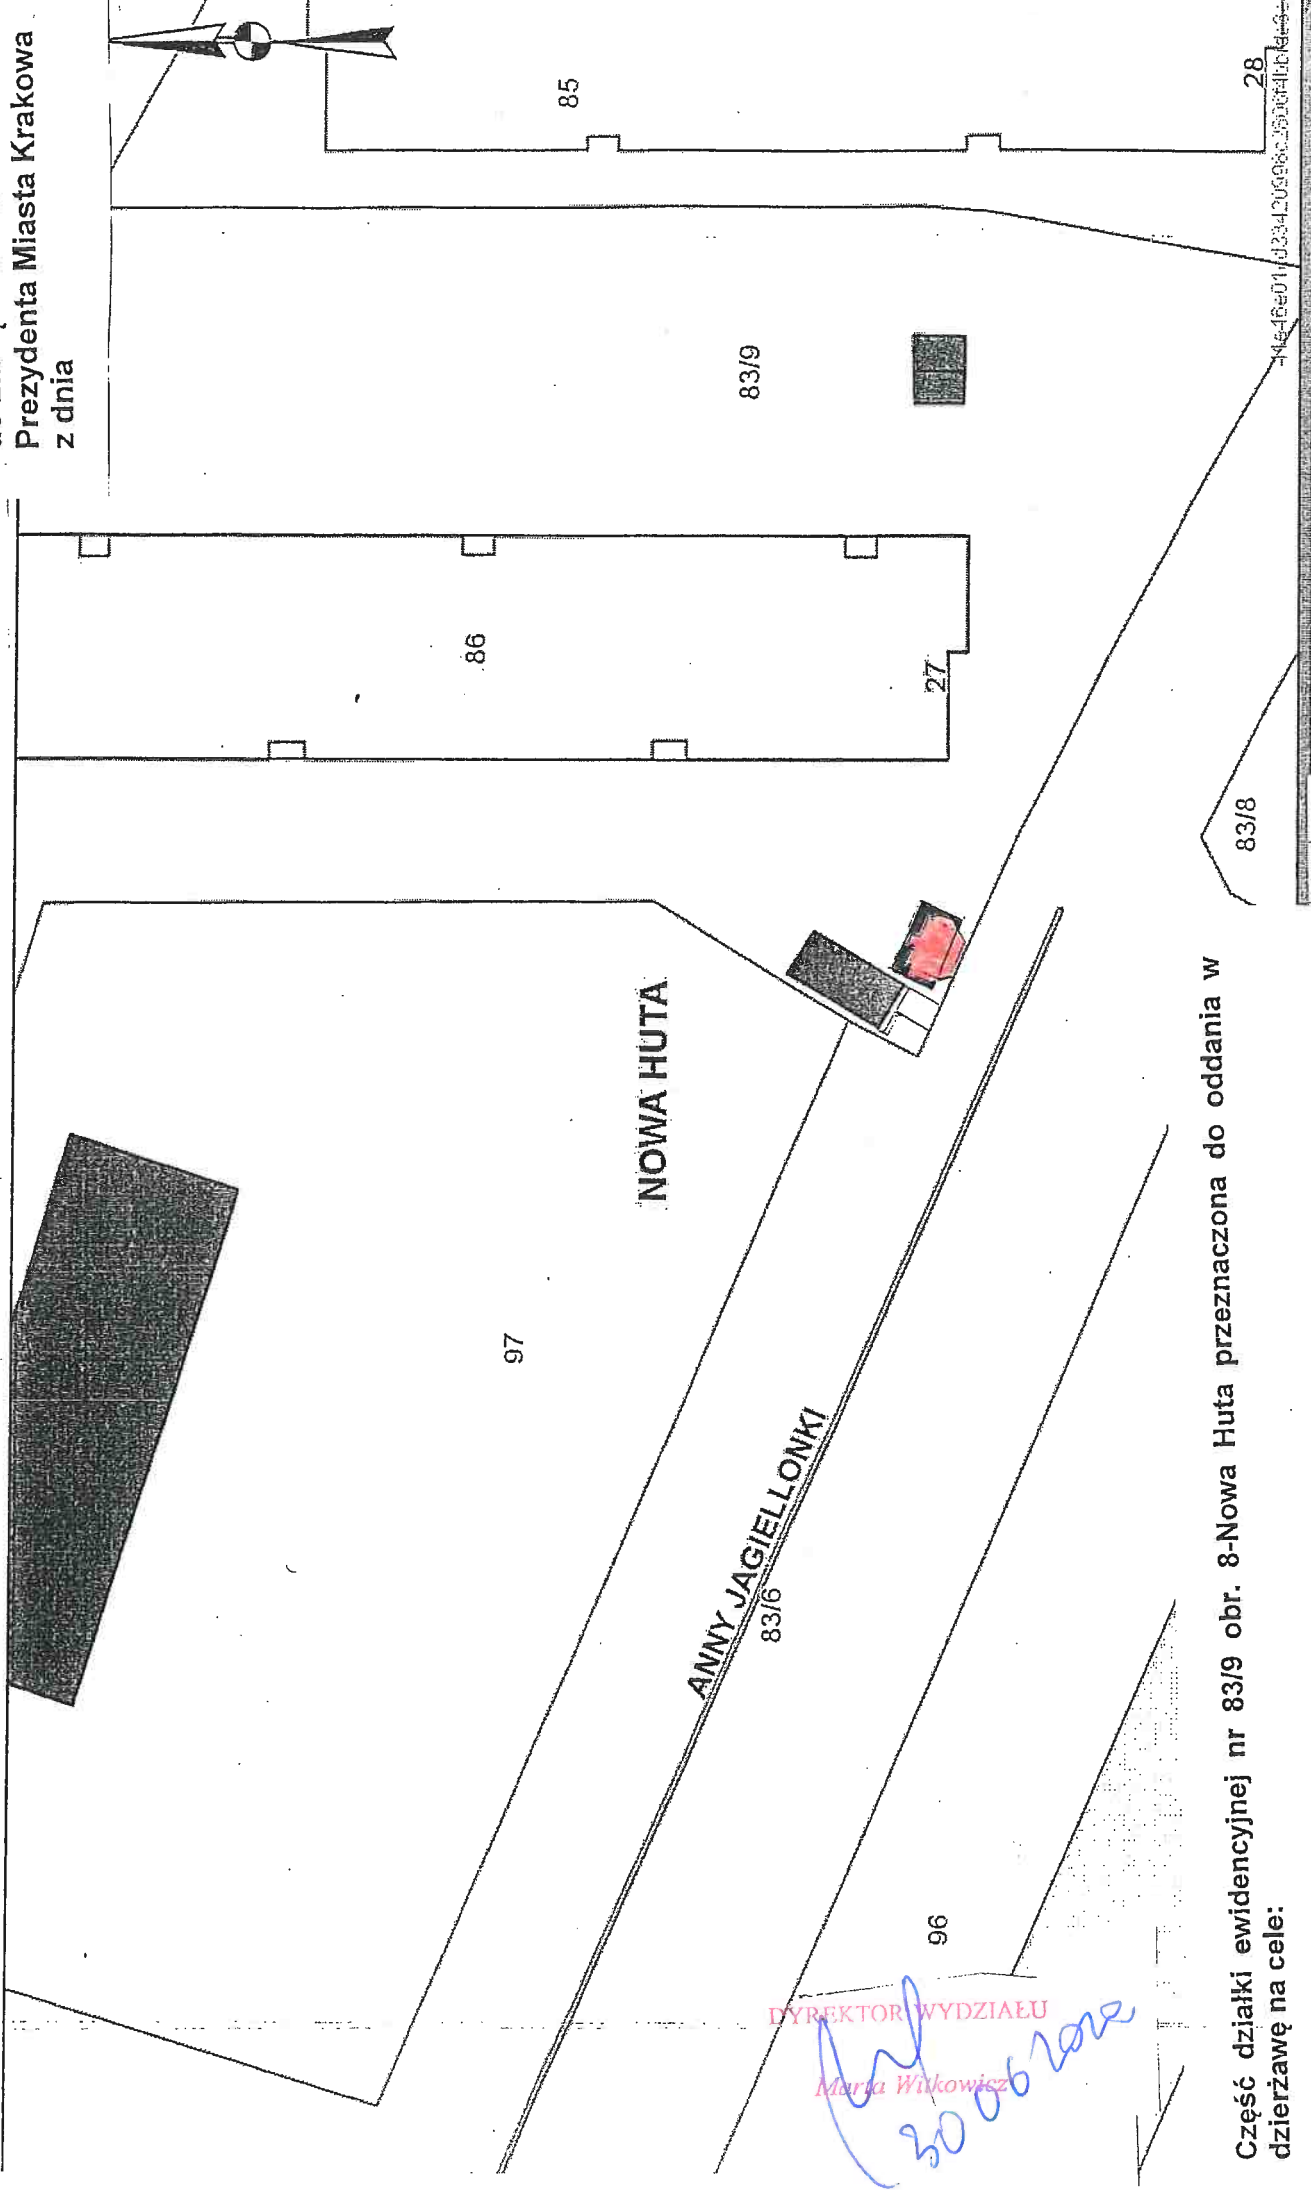 Prezydenta Miasta Krakowa
z dnia
85
28
83/9
86
27
83/8
NOWA HUTA
97
ANNY JAGIELLONKI
83/6
96
DYREKTOR WYDZIAŁU
Marta Witkowicz
30 06 2020
Część działki ewidencyjnej nr 83/9 obr. 8-Nowa Huta przeznaczona do oddania w
dzierżawę na cele: